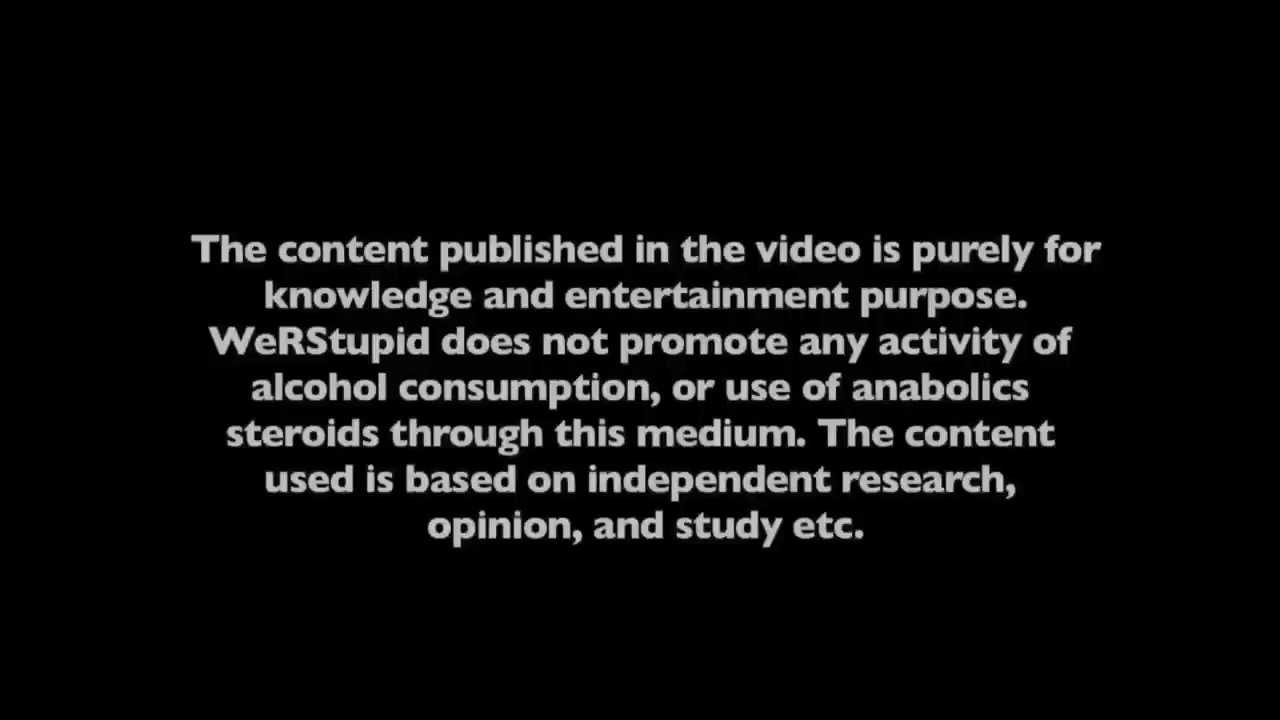 The content published in the video is purely for
knowledge and entertainment purpose.
WeRStupid does not promote any activity of
alcohol consumption, or use of anabolics
steroids through this medium. The content
used is based on independent research,
opinion, and study etc.